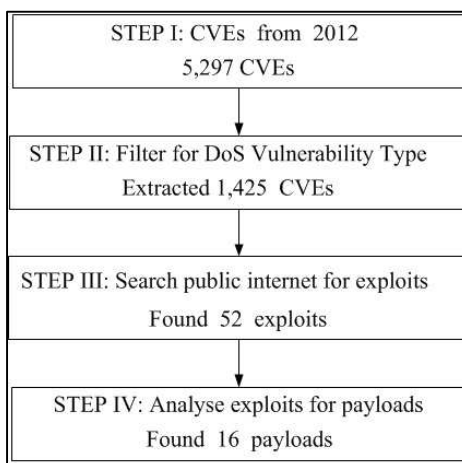 STEP I: CVEs from 2012
5,297 CVEs
STEP II: Filter for DoS Vulnerability Type
Extracted 1,425 CVEs
STEP III: Search public internet for exploits
Found 52 exploits
STEP IV: Analyse exploits for payloads
Found 16 payloads